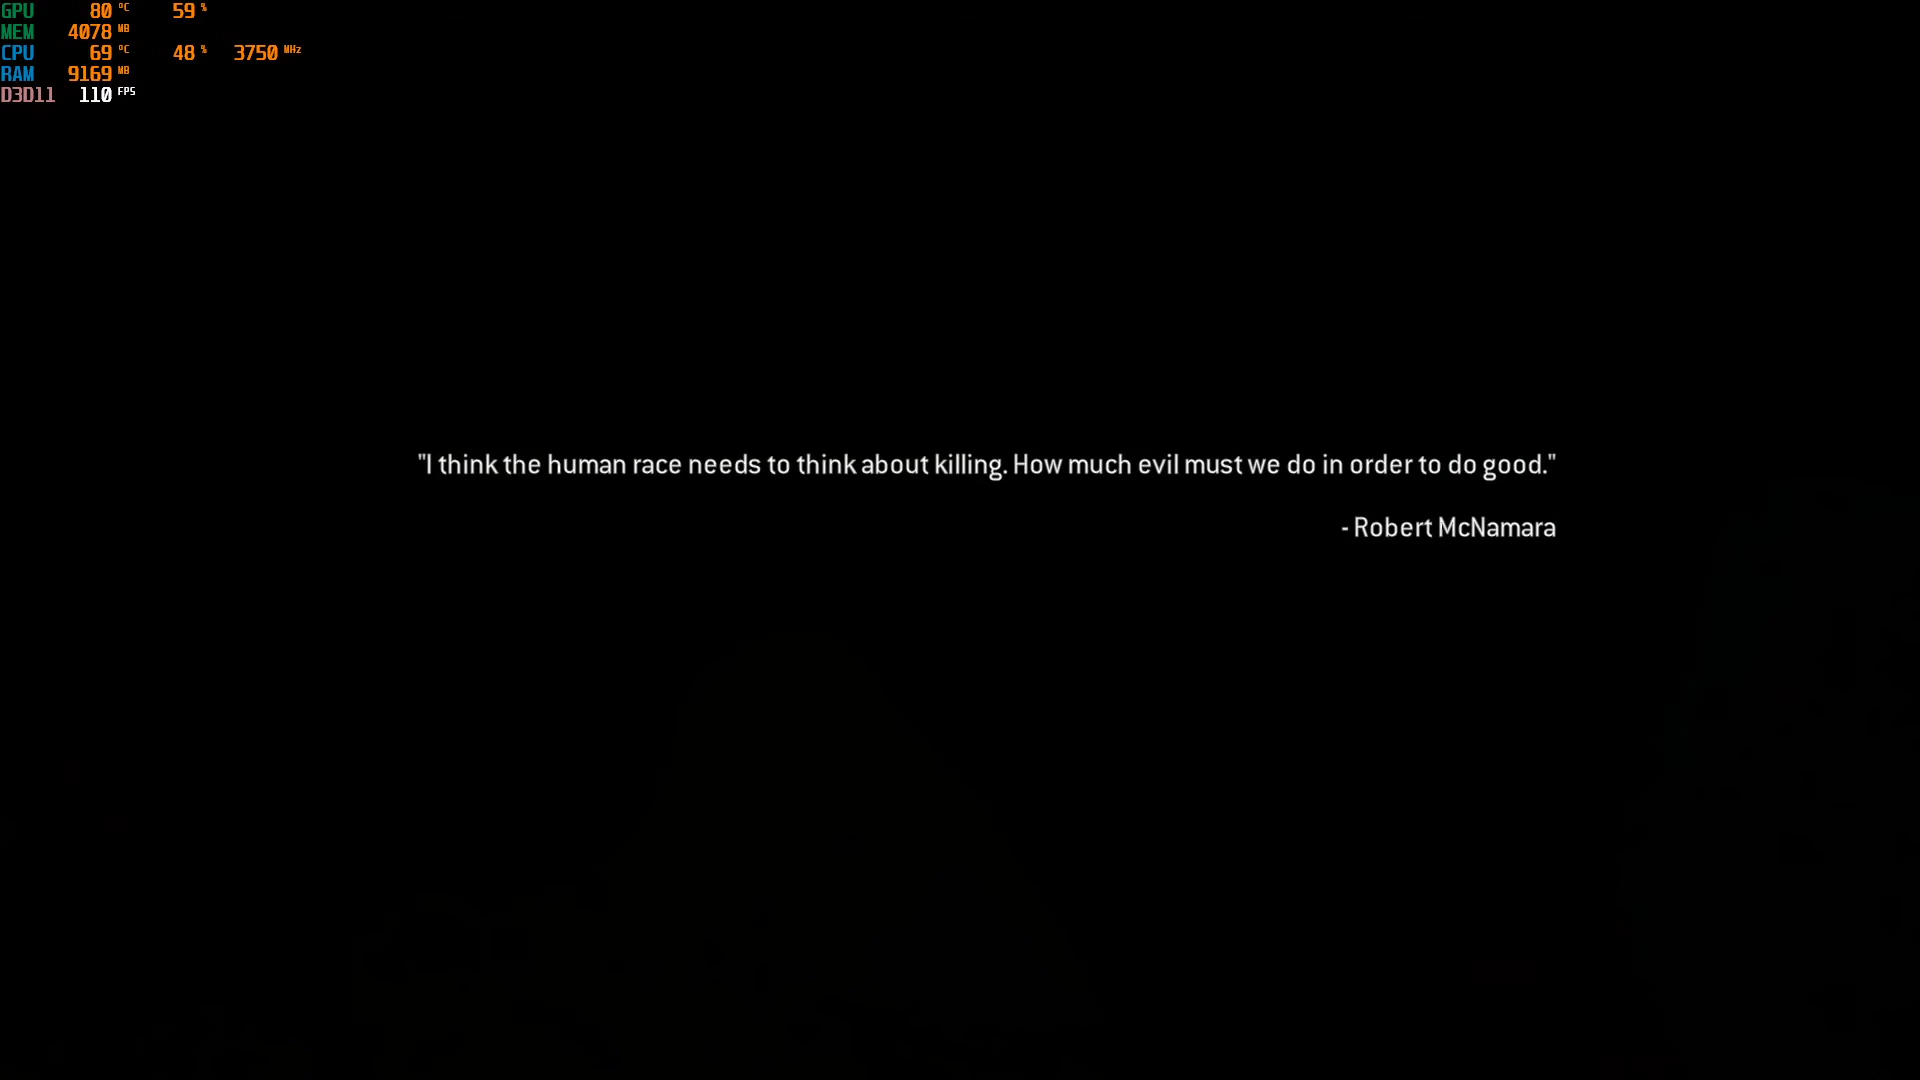 GPU 80 °C 59 %
MEM 4078 MB
CPU 69 °C 48 % 3750 MHz
RAM 9169 MB
D3D11 110 FPS
"I think the human race needs to think about killing. How much evil must we do in order to do good."
- Robert McNamara